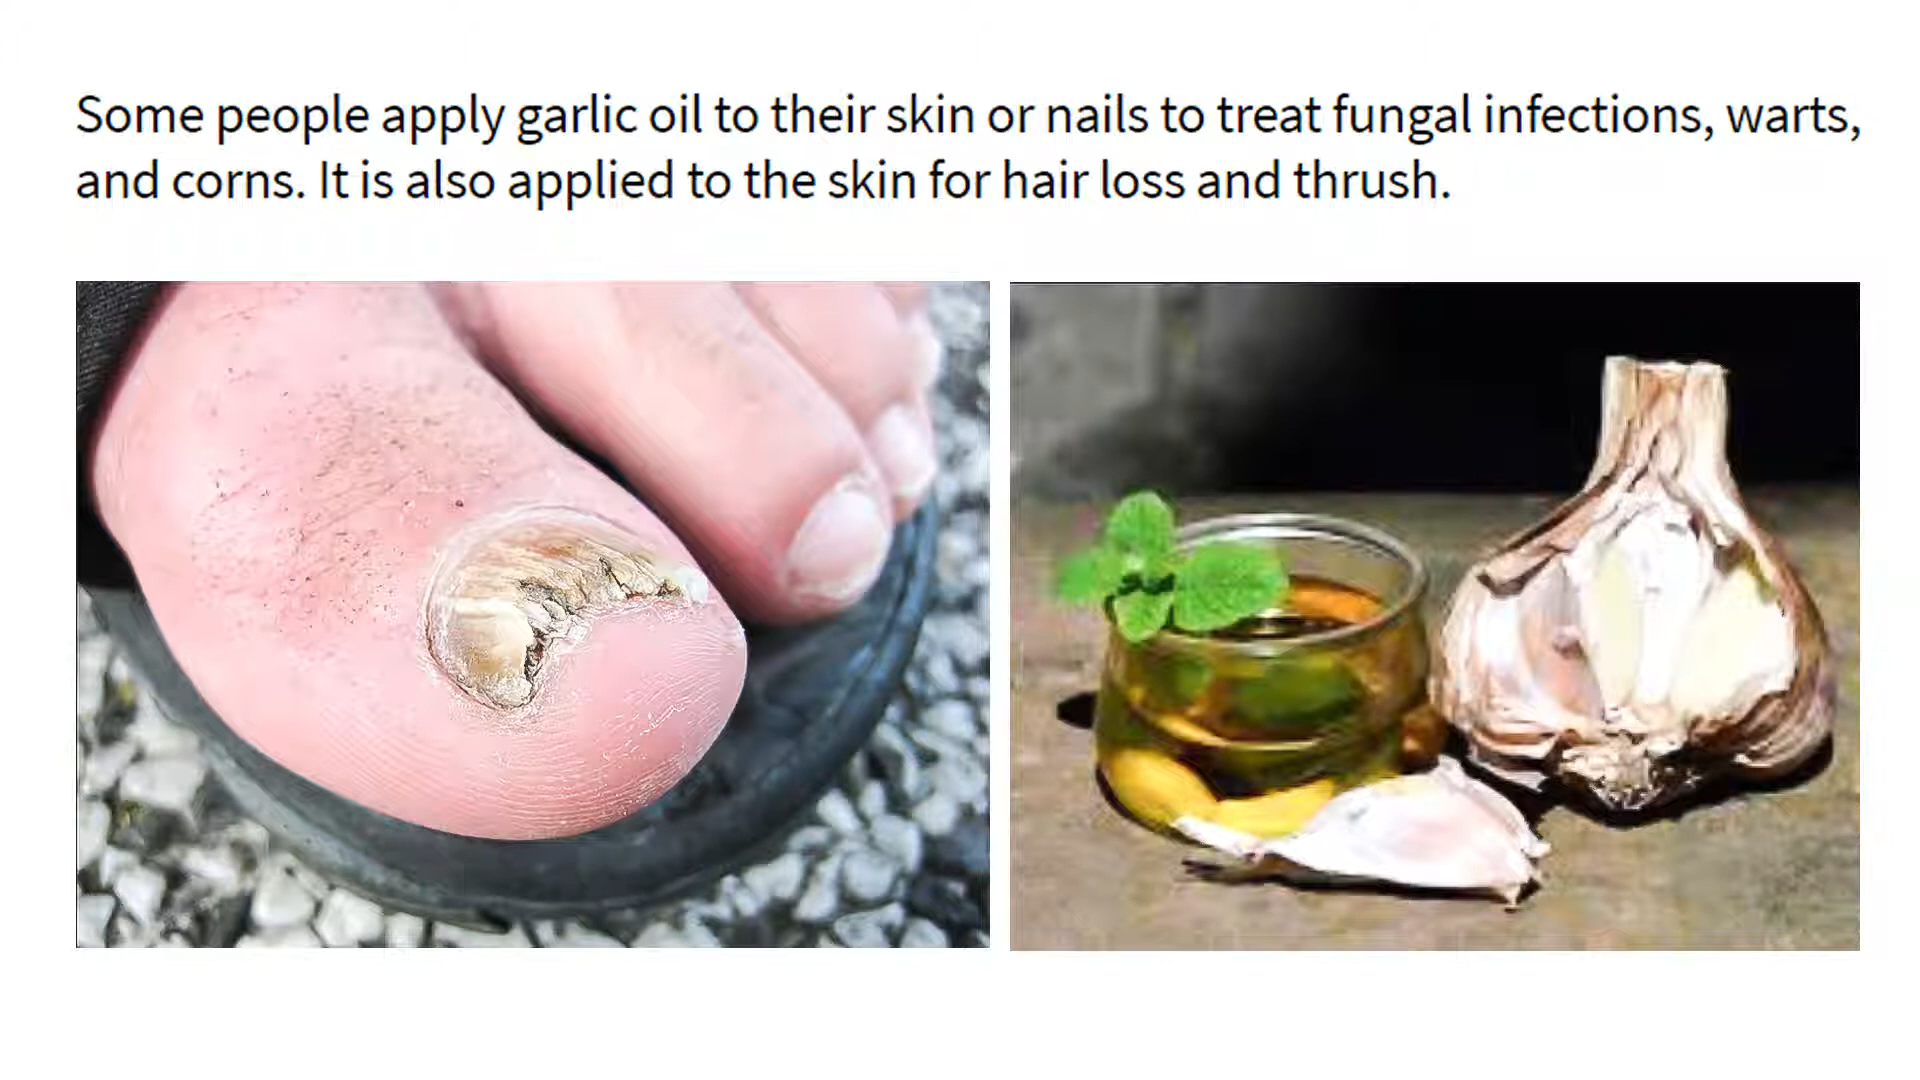 Some people apply garlic oil to their skin or nails to treat fungal infections, warts,
and corns. It is also applied to the skin for hair loss and thrush.